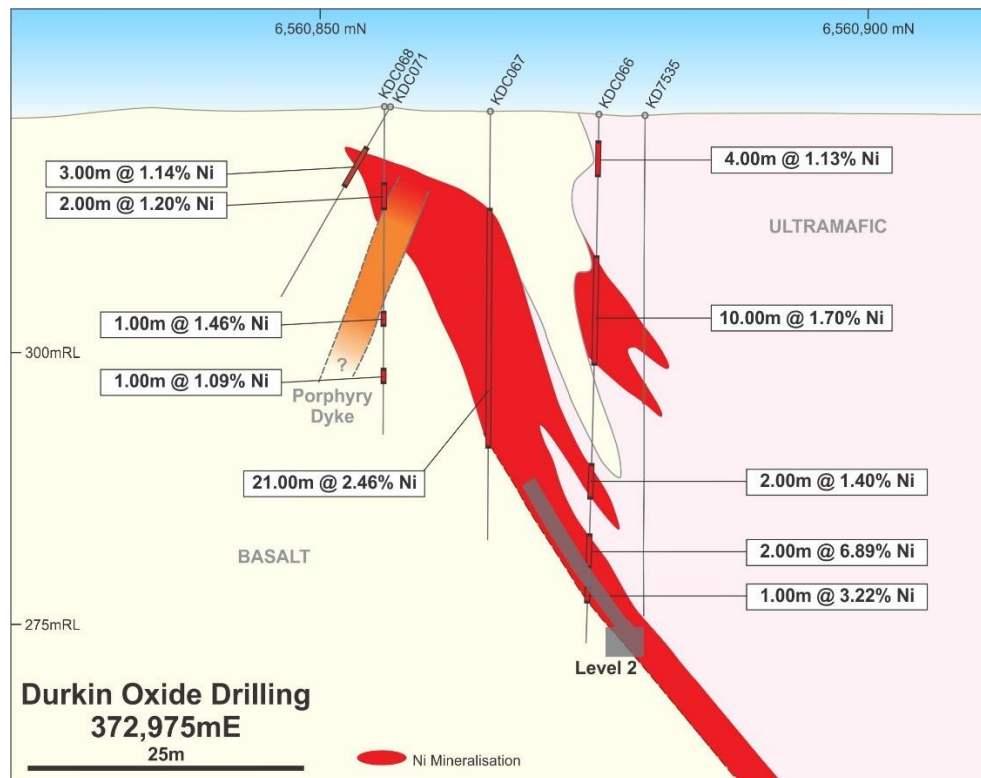 6,560,850 mN
6,560,900 mN
KDC068
KDC071
KDC067
KDC066
KD7535
3.00m @ 1.14% Ni
4.00m @ 1.13% Ni
2.00m @ 1.20% Ni
ULTRAMAFIC
1.00m @ 1.46% Ni
10.00m @ 1.70% Ni
300mRL
?
1.00m @ 1.09% Ni
Porphyry
Dyke
21.00m @ 2.46% Ni
2.00m @ 1.40% Ni
BASALT
2.00m @ 6.89% Ni
1.00m @ 3.22% Ni
275mRL
Level 2
Durkin Oxide Drilling
372,975mE
25m
Ni Mineralisation